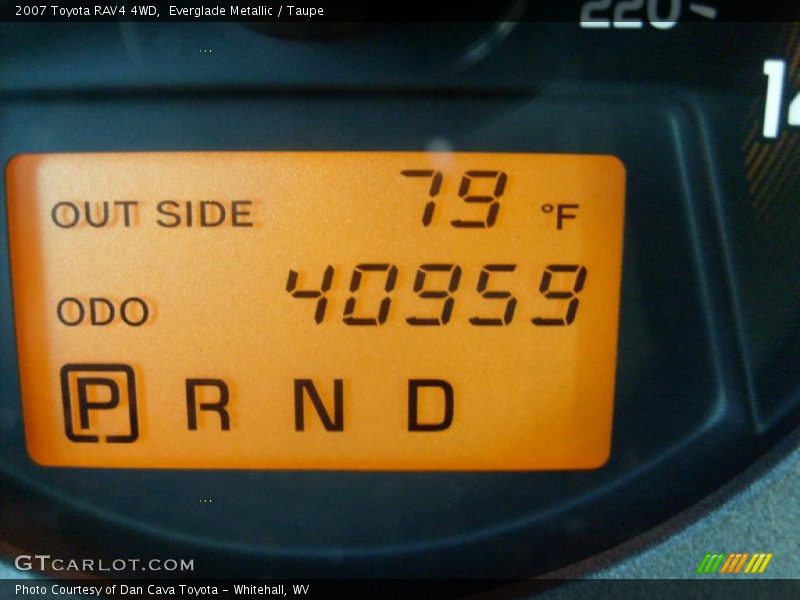 2007 Toyota RAV4 4WD,  Everglade Metallic / Taupe
220
14
OUT SIDE 79 °F
ODO 40959
P R N D
GTCARLOT.COM
Photo Courtesy of Dan Cava Toyota - Whitehall, WV